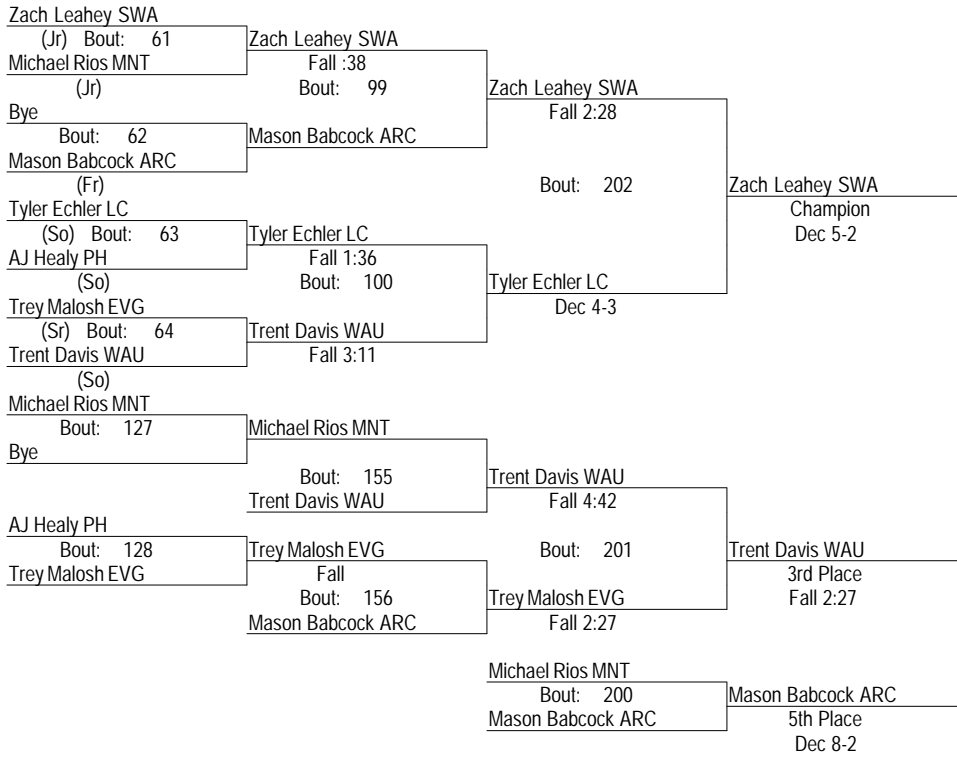 Zach Leahey SWA
(Jr) Bout: 61
Zach Leahey SWA
Michael Rios MNT
Fall :38
(Jr)
Bout: 99
Zach Leahey SWA
Bye
Fall 2:28
Bout: 62
Mason Babcock ARC
Mason Babcock ARC
(Fr)
Bout: 202
Zach Leahey SWA
Tyler Echler LC
Champion
(So) Bout: 63
Tyler Echler LC
Dec 5-2
AJ Healy PH
Fall 1:36
(So)
Bout: 100
Tyler Echler LC
Trey Malosh EVG
Dec 4-3
(Sr) Bout: 64
Trent Davis WAU
Trent Davis WAU
Fall 3:11
(So)
Michael Rios MNT
Bout: 127
Michael Rios MNT
Bye
Bout: 155
Trent Davis WAU
Trent Davis WAU
Fall 4:42
AJ Healy PH
Bout: 128
Trey Malosh EVG
Bout: 201
Trent Davis WAU
Trey Malosh EVG
Fall
3rd Place
Bout: 156
Trey Malosh EVG
Fall 2:27
Mason Babcock ARC
Fall 2:27
Michael Rios MNT
Bout: 200
Mason Babcock ARC
Mason Babcock ARC
5th Place
Dec 8-2